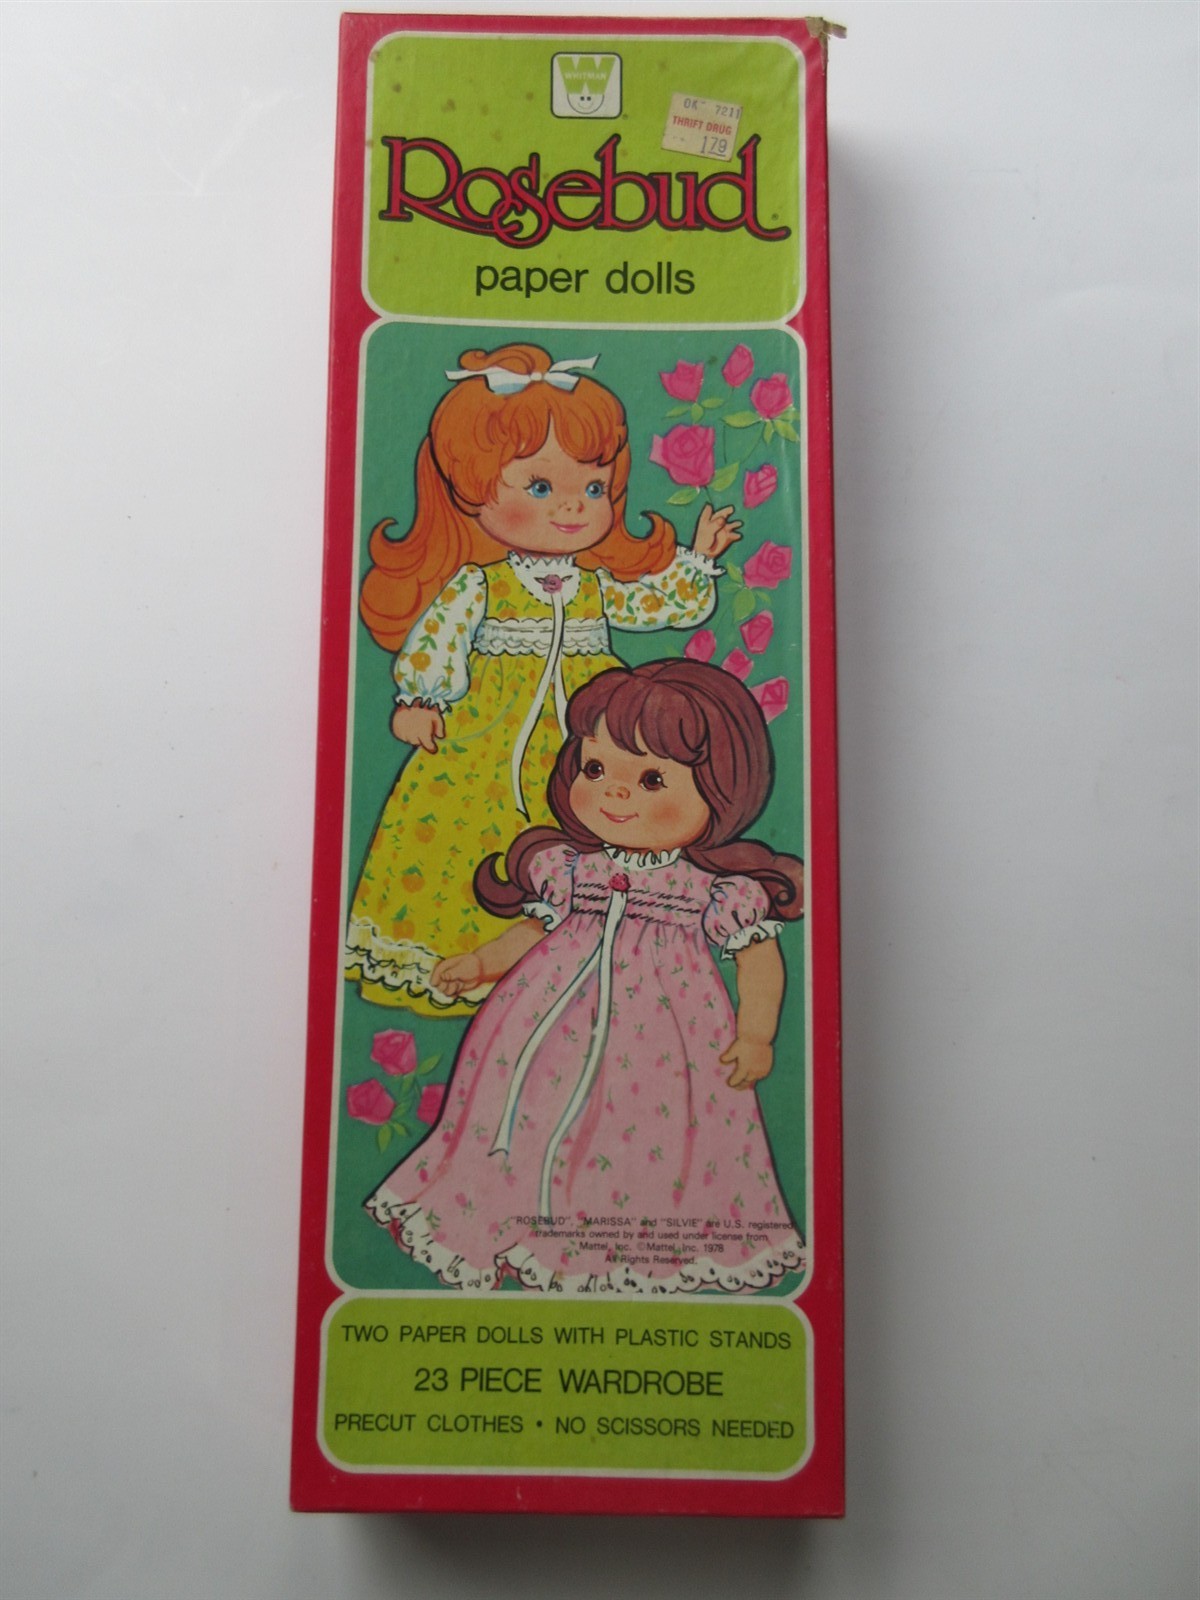 WHITMAN
OK 7211
THRIFT DRUG
1.79
Rosebud®
paper dolls
"ROSEBUD", "MARISSA" and "SILVIE" are U.S. registered
trademarks owned by and used under license from
Mattel, Inc. ©Mattel, Inc. 1978
All Rights Reserved.
TWO PAPER DOLLS WITH PLASTIC STANDS
23 PIECE WARDROBE
PRECUT CLOTHES • NO SCISSORS NEEDED